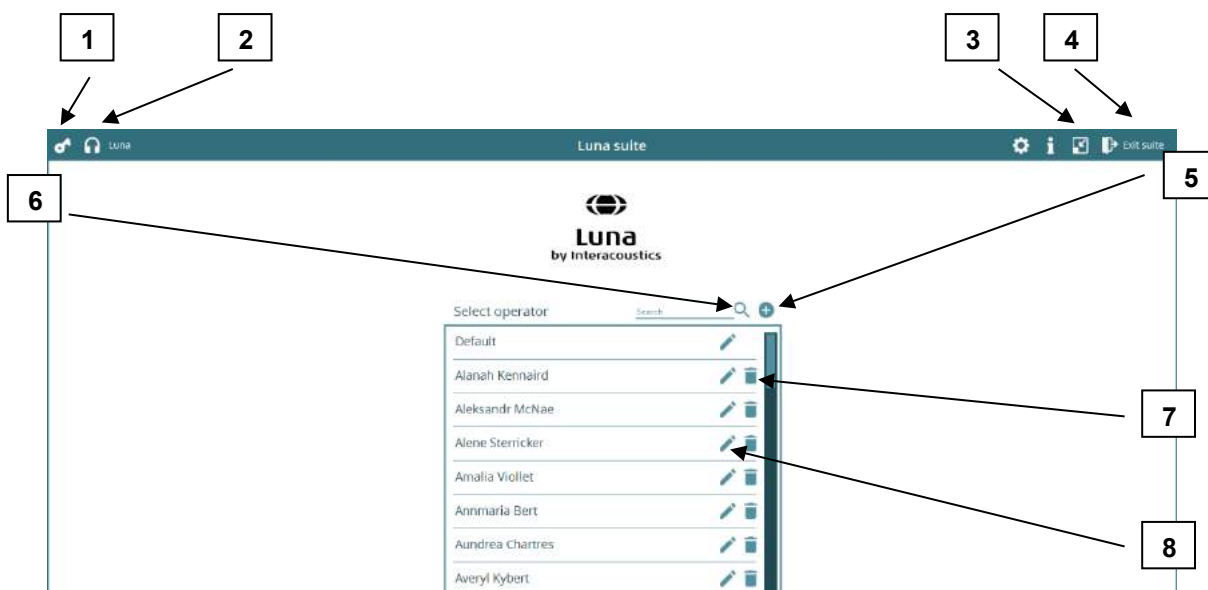 1
2
3
4
Luna
Luna suite
Exit suite
5
6
Luna
by Interacoustics
Select operator
Search
Default
Alanah Kennaird
7
Aleksandr McNae
Alene Sterricker
Amalia Viollet
Annmaria Bert
8
Aundrea Chartres
Averyl Kybert